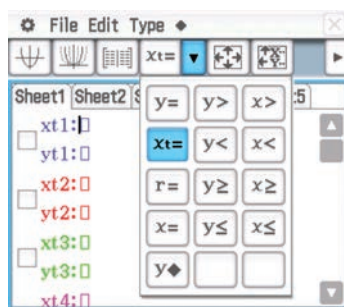 File Edit Type ◆
xt=
Sheet1 Sheet2 S :5
xt1:
yt1:
xt2:
yt2:
xt3:
yt3:
xt4:
y= y> x>
xt= y< x<
r= y≥ x≥
x= y≤ x≤
y◆